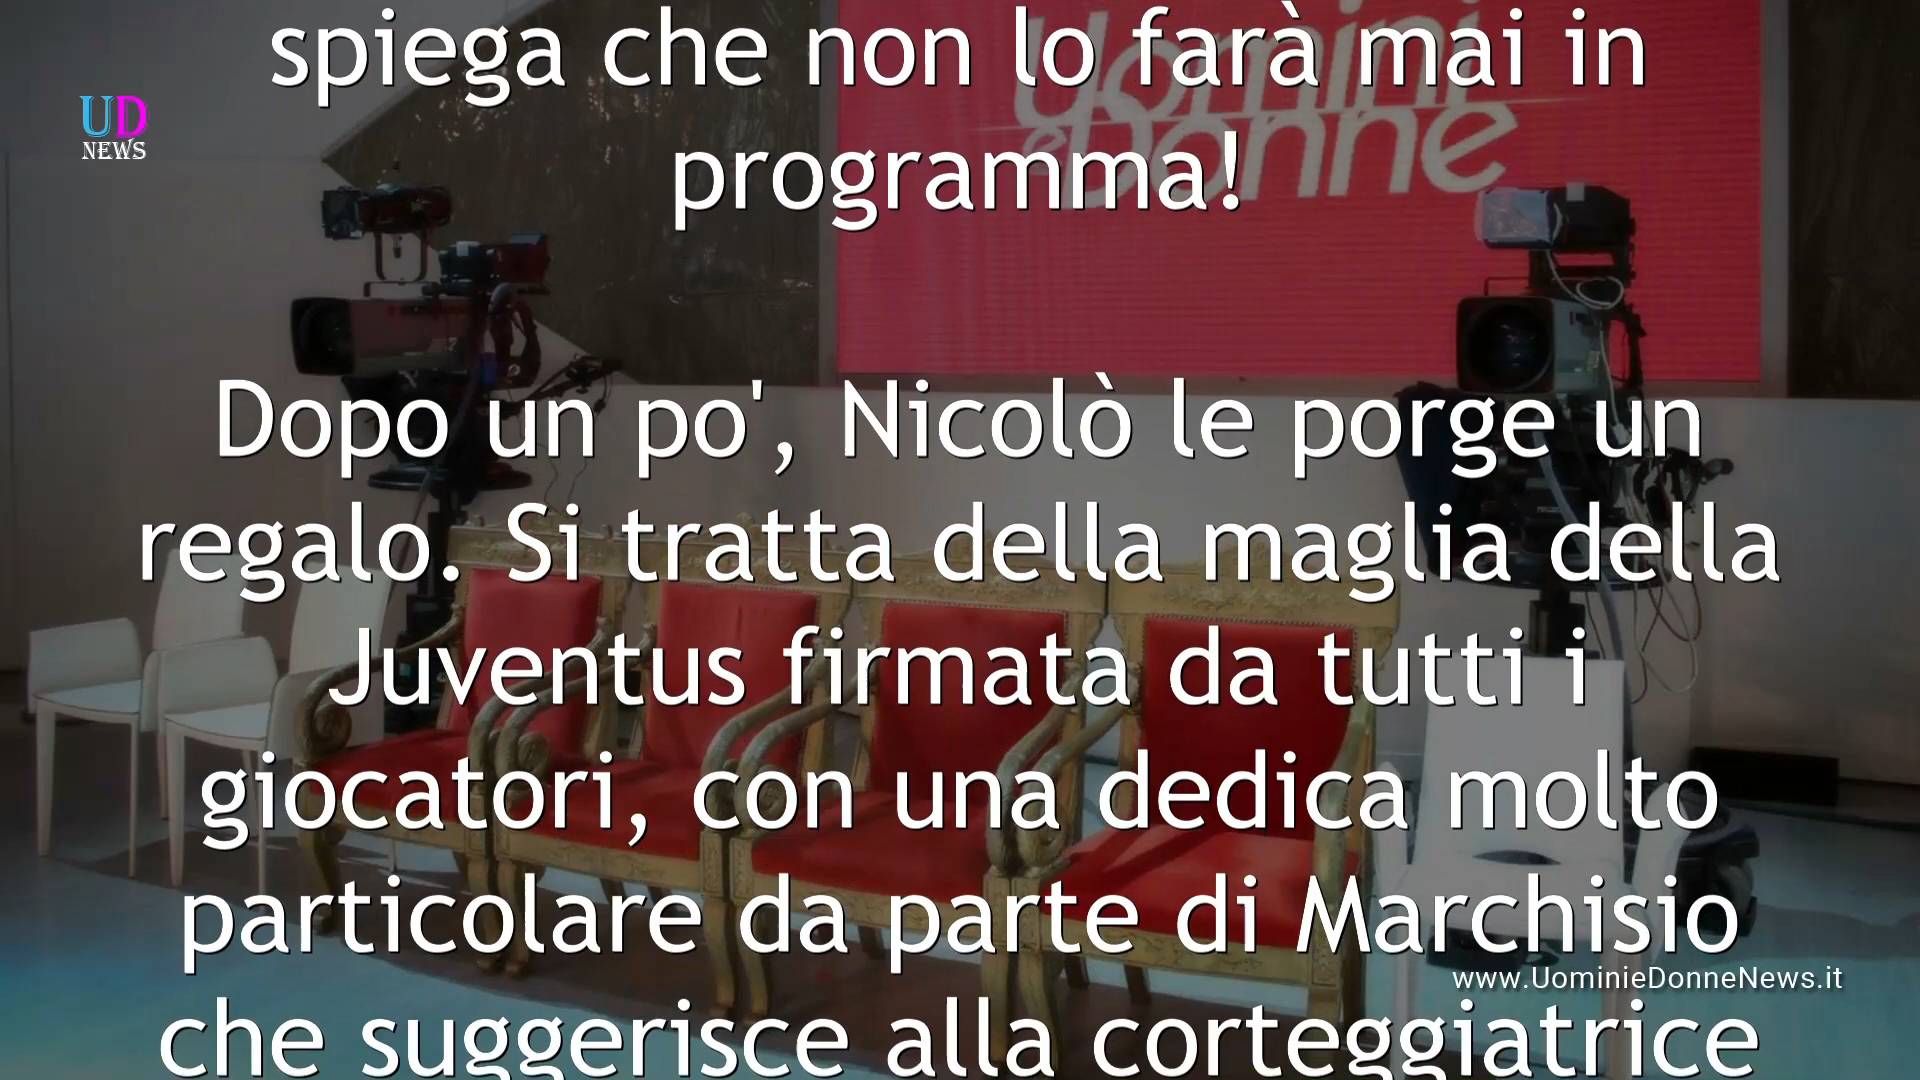 spiega che non lo farà mai in
programma!
Uomini
e Donne
UD
NEWS
Dopo un po', Nicolò le porge un
regalo. Si tratta della maglia della
Juventus firmata da tutti i
giocatori, con una dedica molto
particolare da parte di Marchisio
www.UominieDonneNews.it
che suggerisce alla corteggiatrice